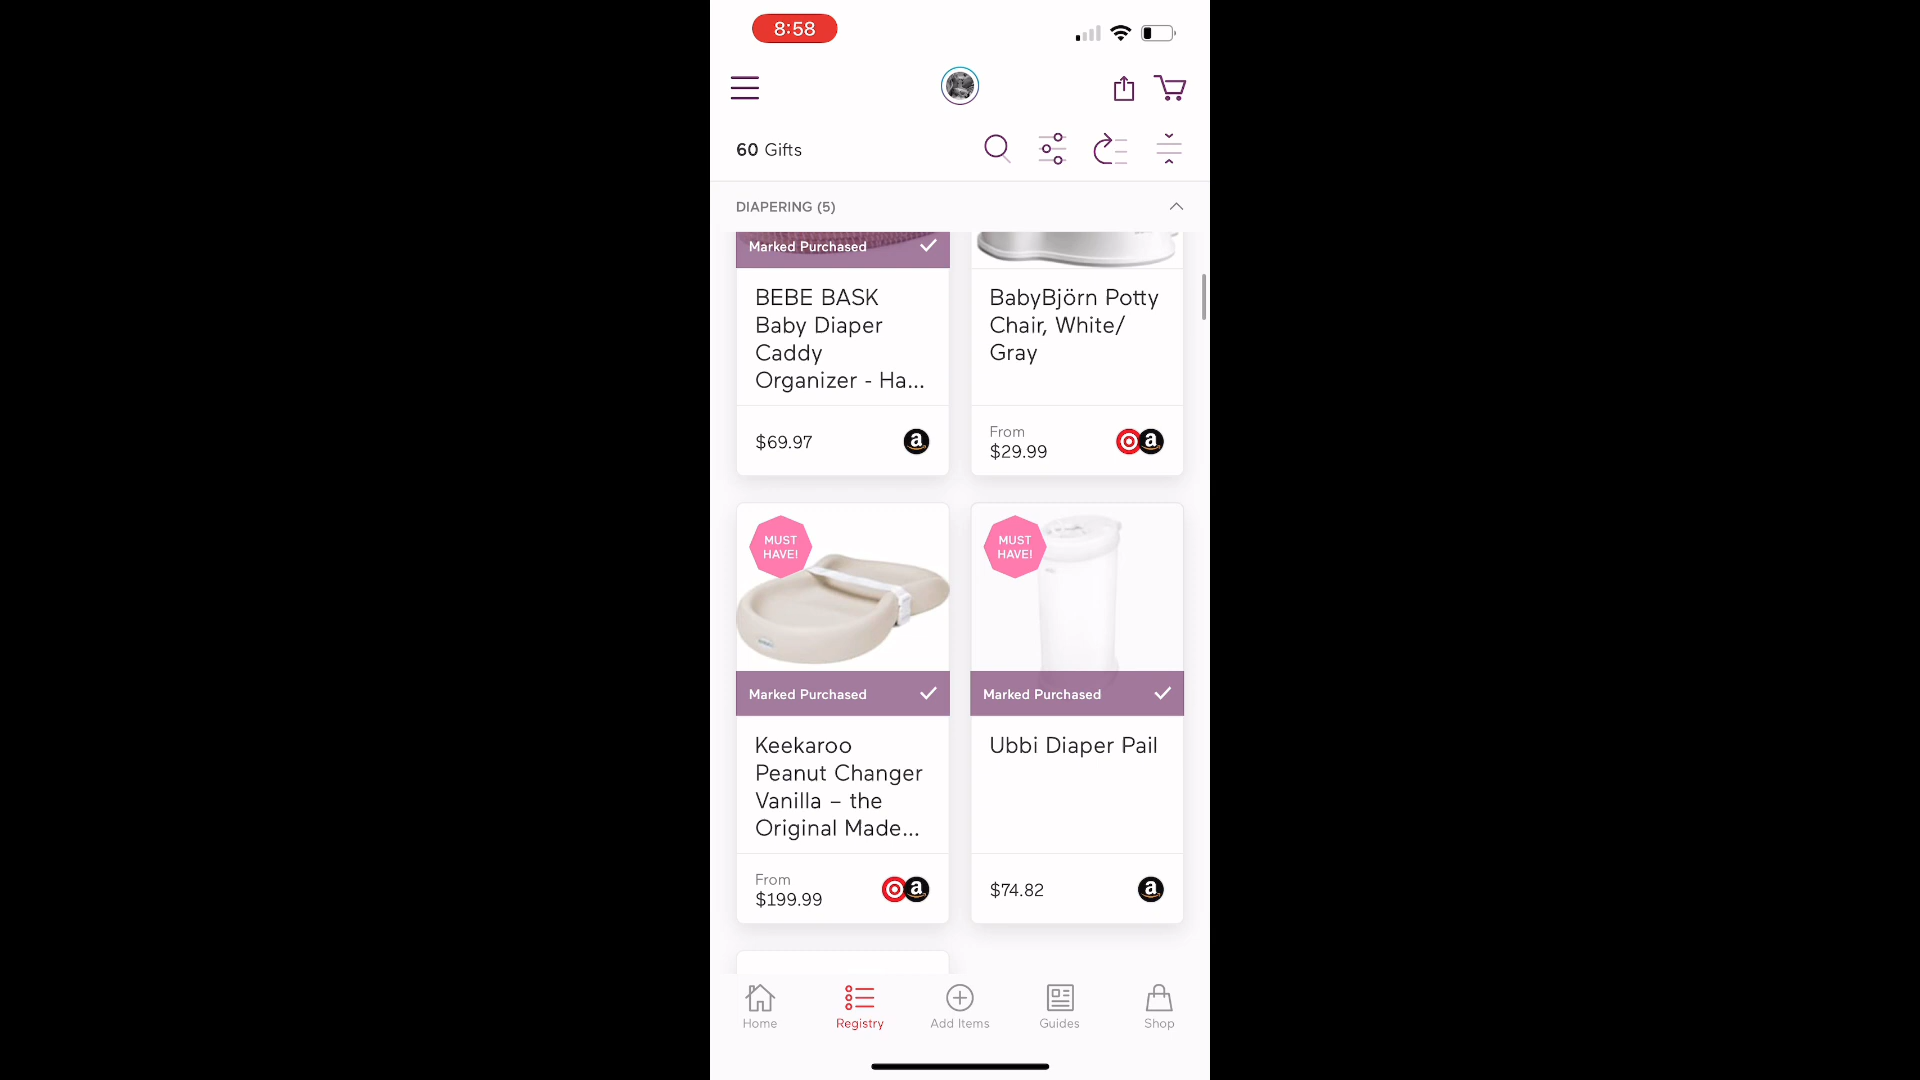 8:58
60 Gifts
DIAPERING (5)
Marked Purchased
BEBE BASK
Baby Diaper
Caddy
Organizer - Ha...
$69.97
a
BabyBjörn Potty
Chair, White/
Gray
From
$29.99
a
MUST
HAVE!
Marked Purchased
Keekaroo
Peanut Changer
Vanilla – the
Original Made...
From
$199.99
a
MUST
HAVE!
Marked Purchased
Ubbi Diaper Pail
$74.82
a
Home
Registry
Add Items
Guides
Shop